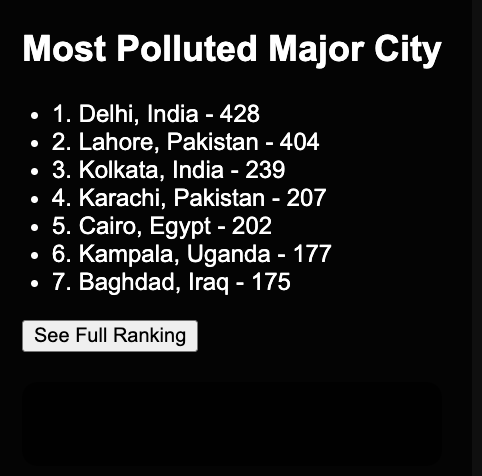 Most Polluted Major City
• 1. Delhi, India - 428
• 2. Lahore, Pakistan - 404
• 3. Kolkata, India - 239
• 4. Karachi, Pakistan - 207
• 5. Cairo, Egypt - 202
• 6. Kampala, Uganda - 177
• 7. Baghdad, Iraq - 175
See Full Ranking